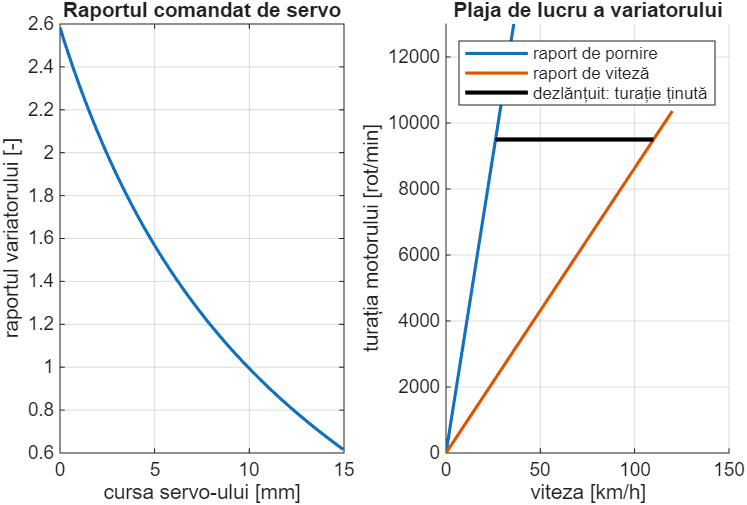 Raportul comandat de servo
2.6
2.4
2.2
2
1.8
1.6
1.4
1.2
1
0.8
0.6
0
5
10
15
raportul variatorului [-]
cursa servo-ului [mm]
Plaja de lucru a variatorului
raport de pornire
raport de viteză
dezlănțuit: turație ținută
12000
10000
8000
6000
4000
2000
0
0
50
100
150
turația motorului [rot/min]
viteza [km/h]